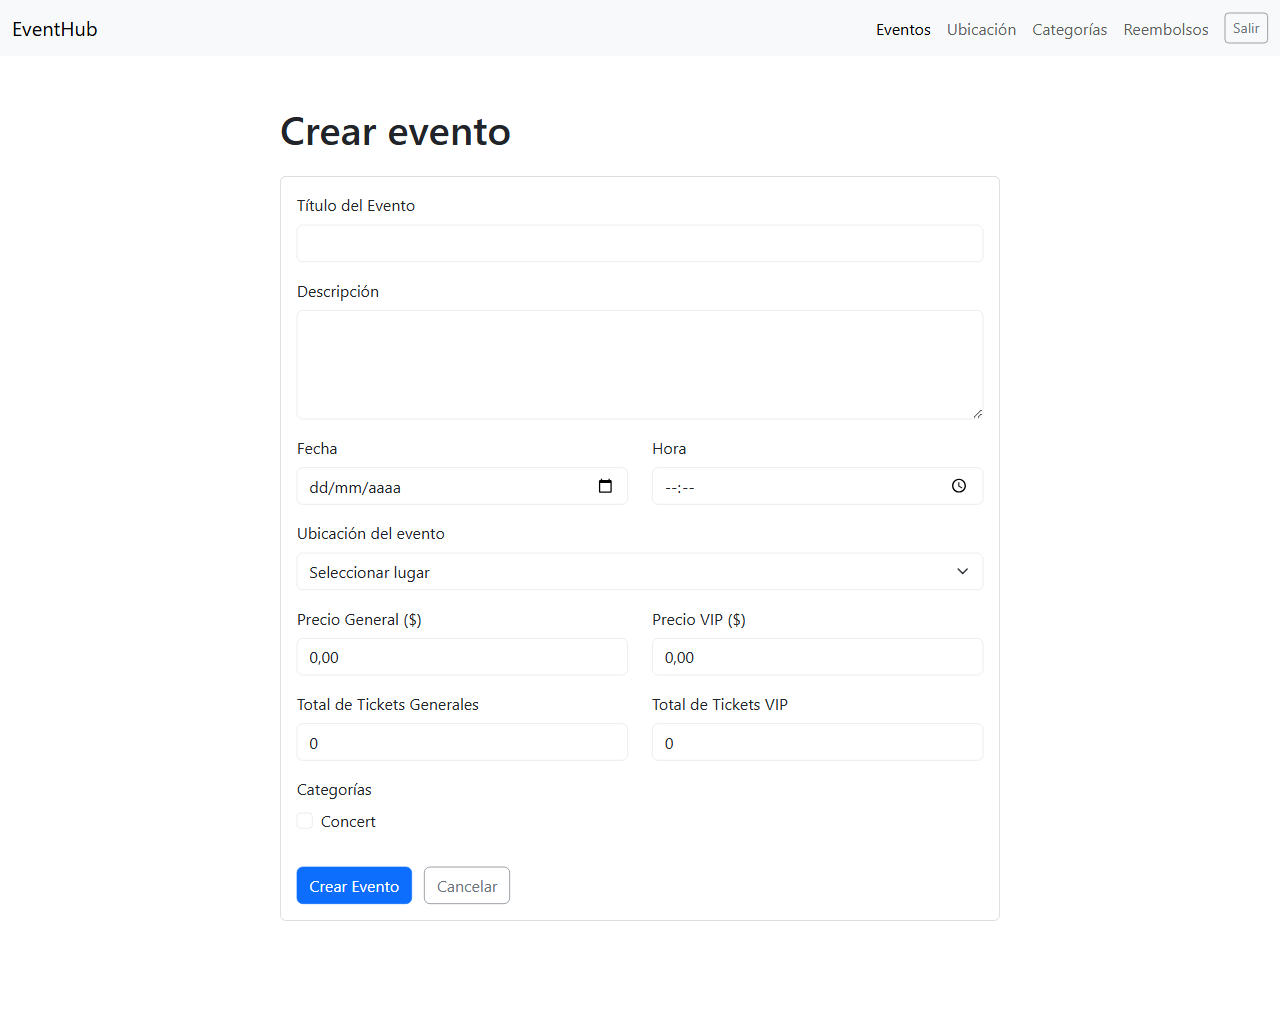 EventHub Eventos Ubicación Categorías Reembolsos Salir
Crear evento
Título del Evento
Descripción
Fecha Hora
dd/mm/aaaa --:--
Ubicación del evento
Seleccionar lugar
Precio General ($) Precio VIP ($)
0,00 0,00
Total de Tickets Generales Total de Tickets VIP
0 0
Categorías
Concert
Crear Evento Cancelar